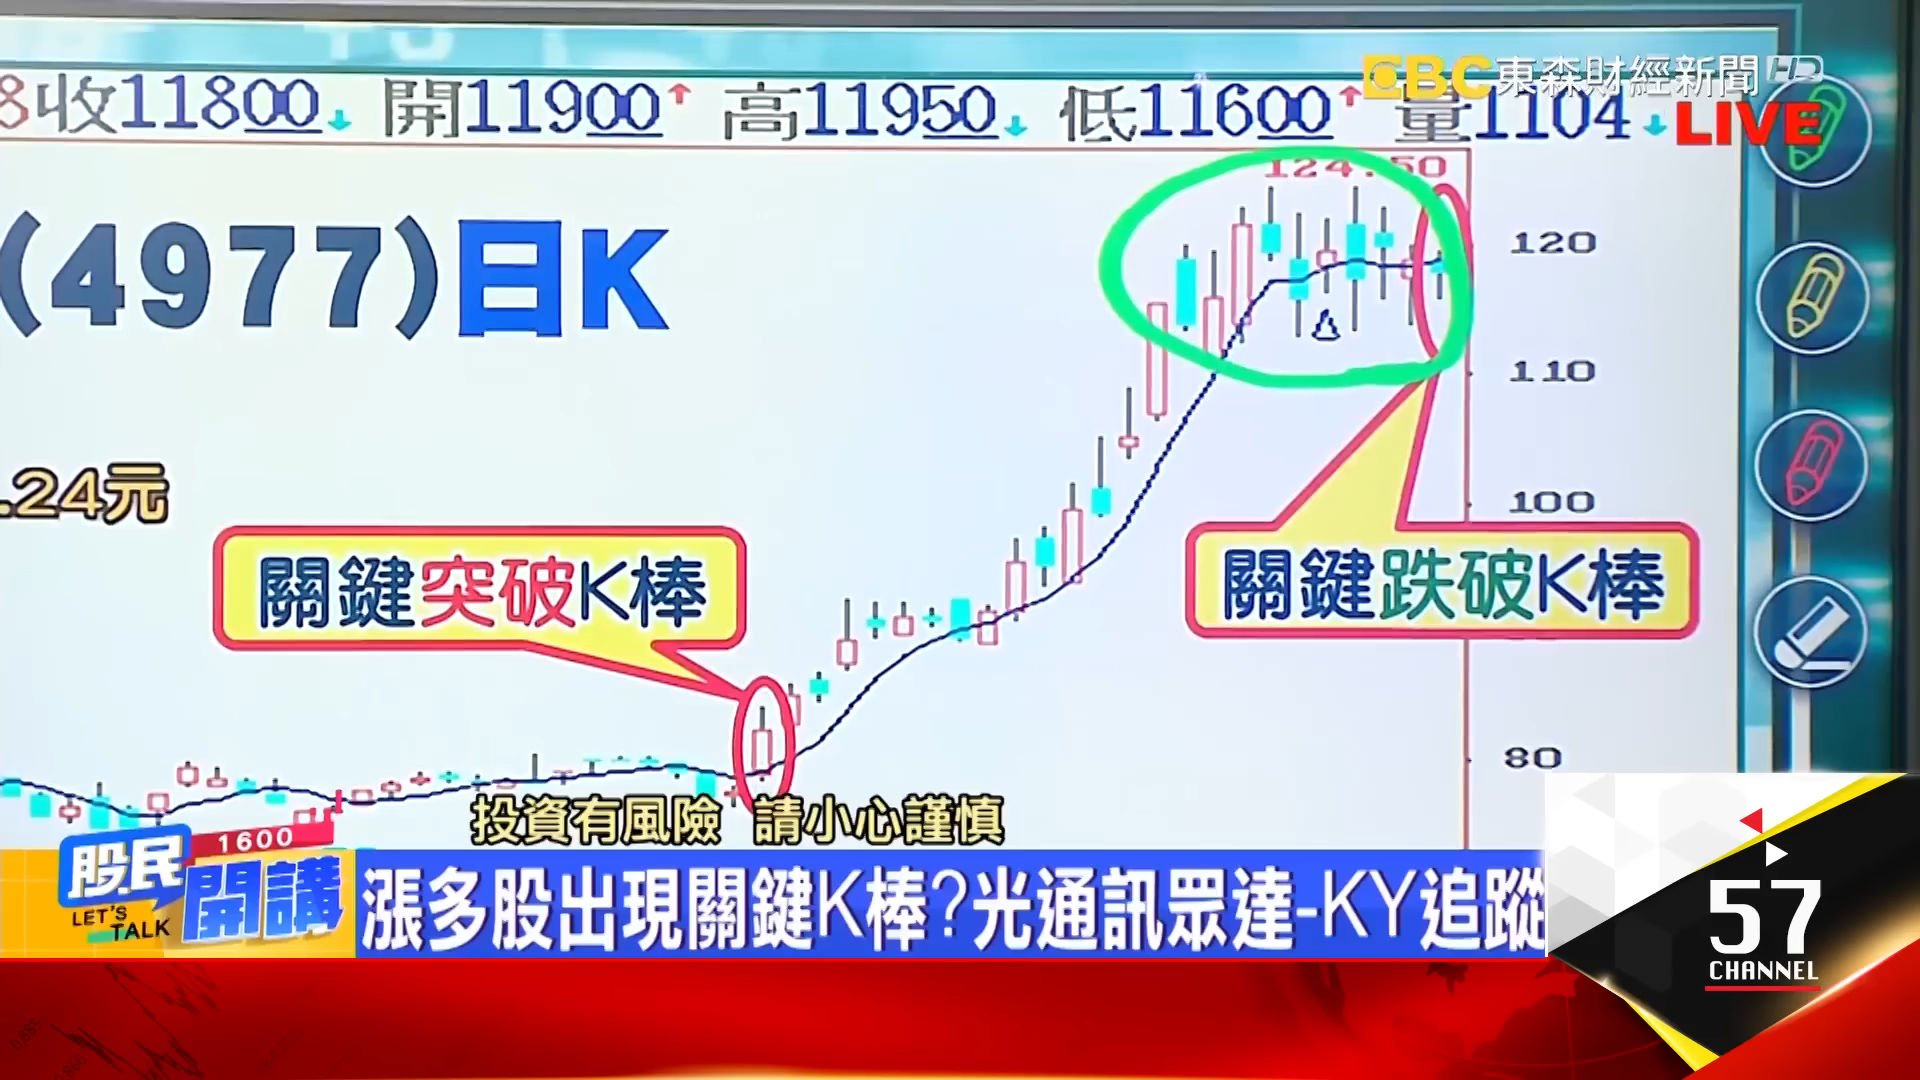 EBC東森財經新聞HD
8收11800↓ 開11900↑ 高11950↓ 低11600↑ 量1104↓
LIVE
124.50
(4977)日K
120
110
100
.24元
關鍵突破K棒
關鍵跌破K棒
80
投資有風險 請小心謹慎
1600
股民開講
LET'S TALK
漲多股出現關鍵K棒?光通訊眾達-KY追蹤
57
CHANNEL